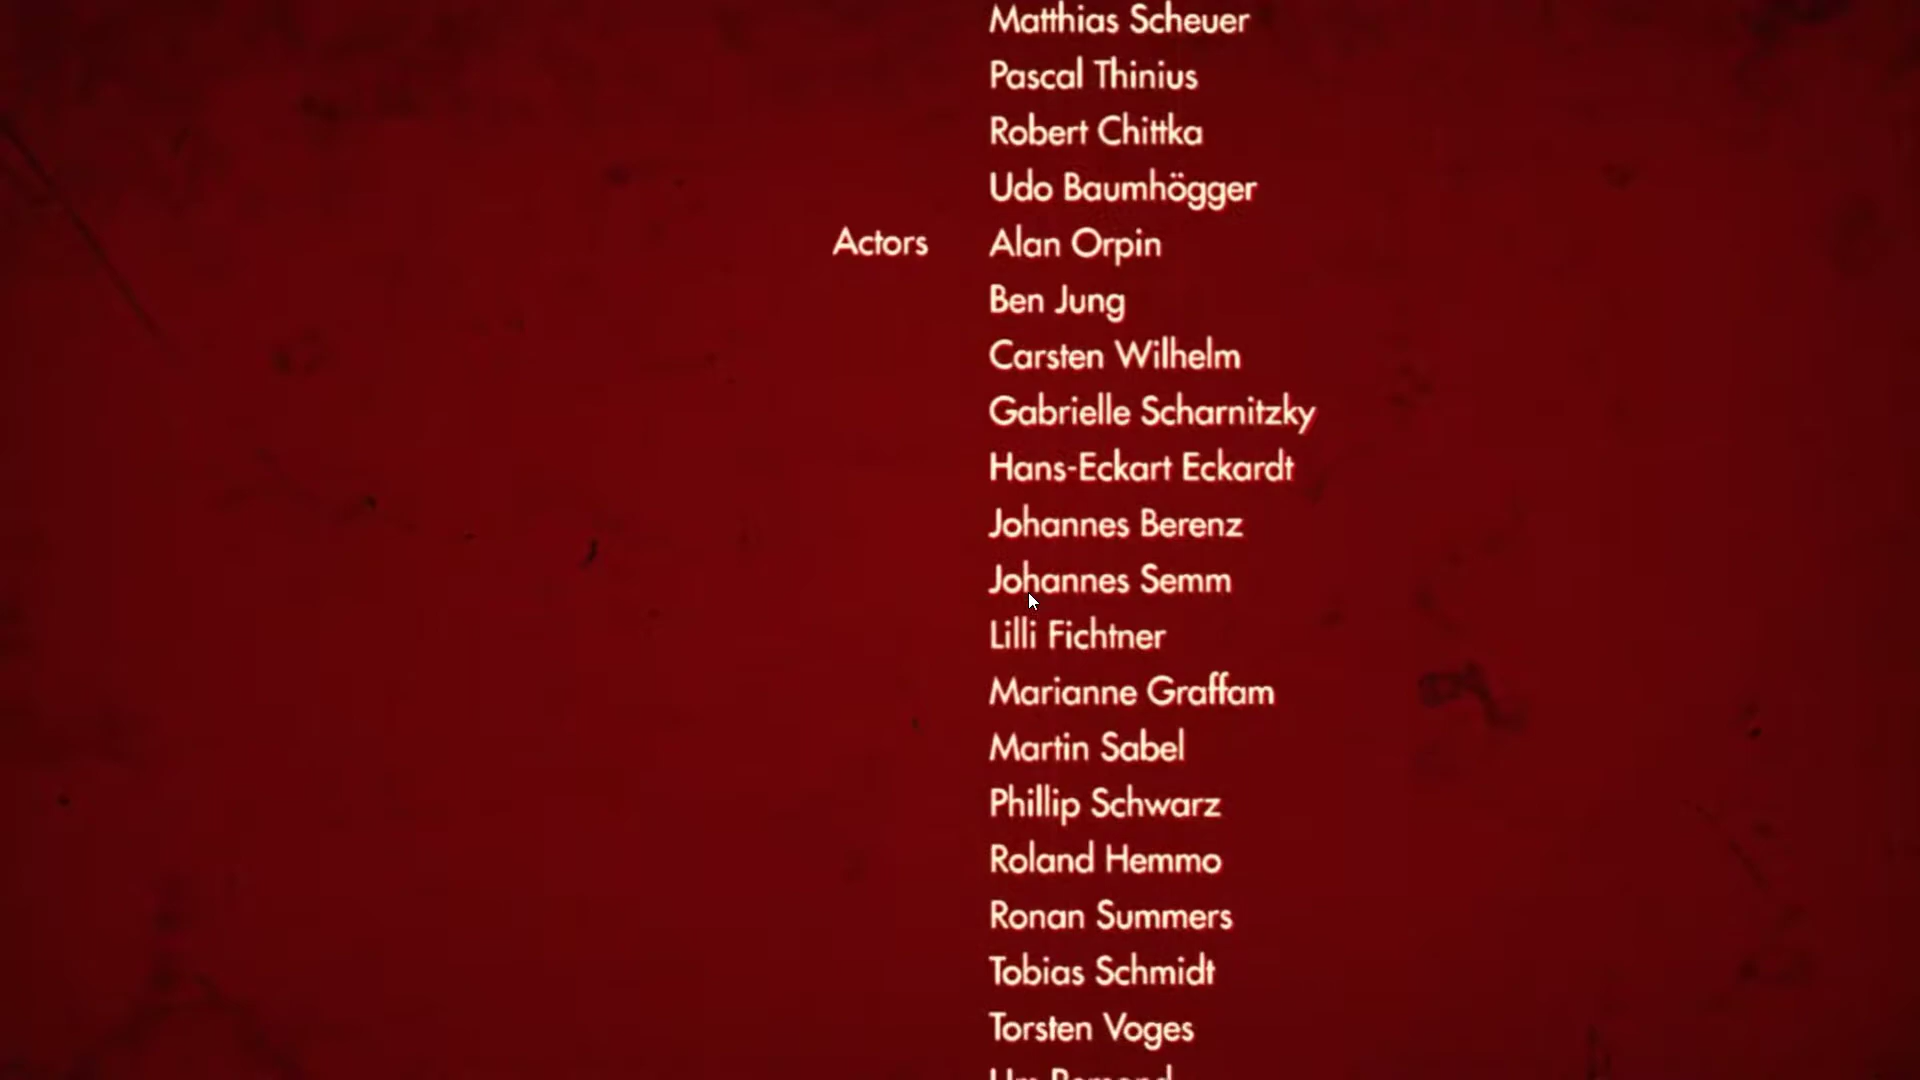 Matthias Scheuer
Pascal Thinius
Robert Chittka
Udo Baumhögger
Actors Alan Orpin
Ben Jung
Carsten Wilhelm
Gabrielle Scharnitzky
Hans-Eckart Eckardt
Johannes Berenz
Johannes Semm
Lilli Fichtner
Marianne Graffam
Martin Sabel
Phillip Schwarz
Roland Hemmo
Ronan Summers
Tobias Schmidt
Torsten Voges